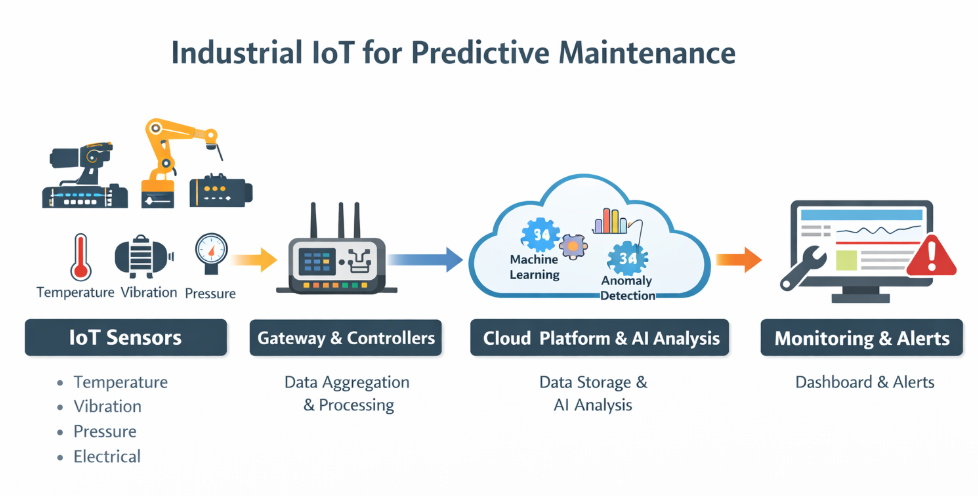 Industrial IoT for Predictive Maintenance
Temperature Vibration Pressure
34
Machine
Learning
34
Anomaly
Detection
IoT Sensors
Gateway & Controllers
Cloud Platform & AI Analysis
Monitoring & Alerts
• Temperature
• Vibration
• Pressure
• Electrical
Data Aggregation
& Processing
Data Storage &
AI Analysis
Dashboard & Alerts